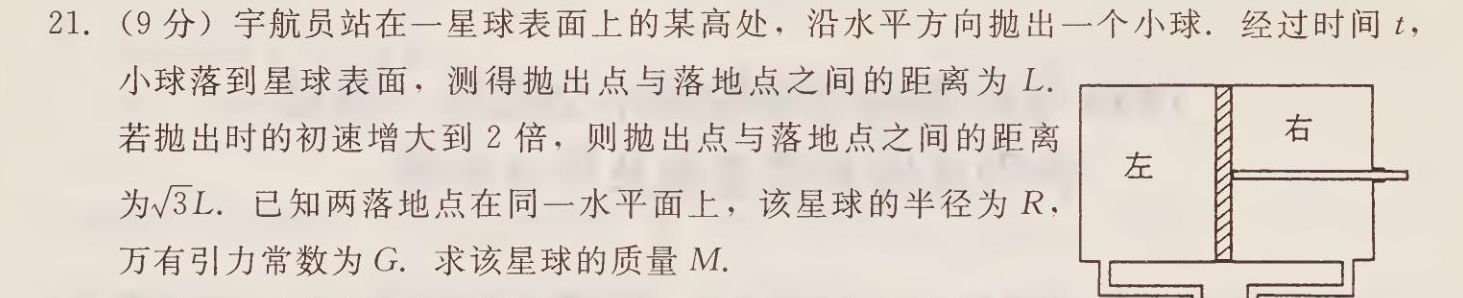 21. (9 分) 宇航员站在一星球表面上的某高处，沿水平方向抛出一个小球. 经过时间 t，
小球落到星球表面，测得抛出点与落地点之间的距离为 L.
若抛出时的初速增大到 2 倍，则抛出点与落地点之间的距离
为√3L. 已知两落地点在同一水平面上，该星球的半径为 R，
万有引力常数为 G. 求该星球的质量 M.
左
右